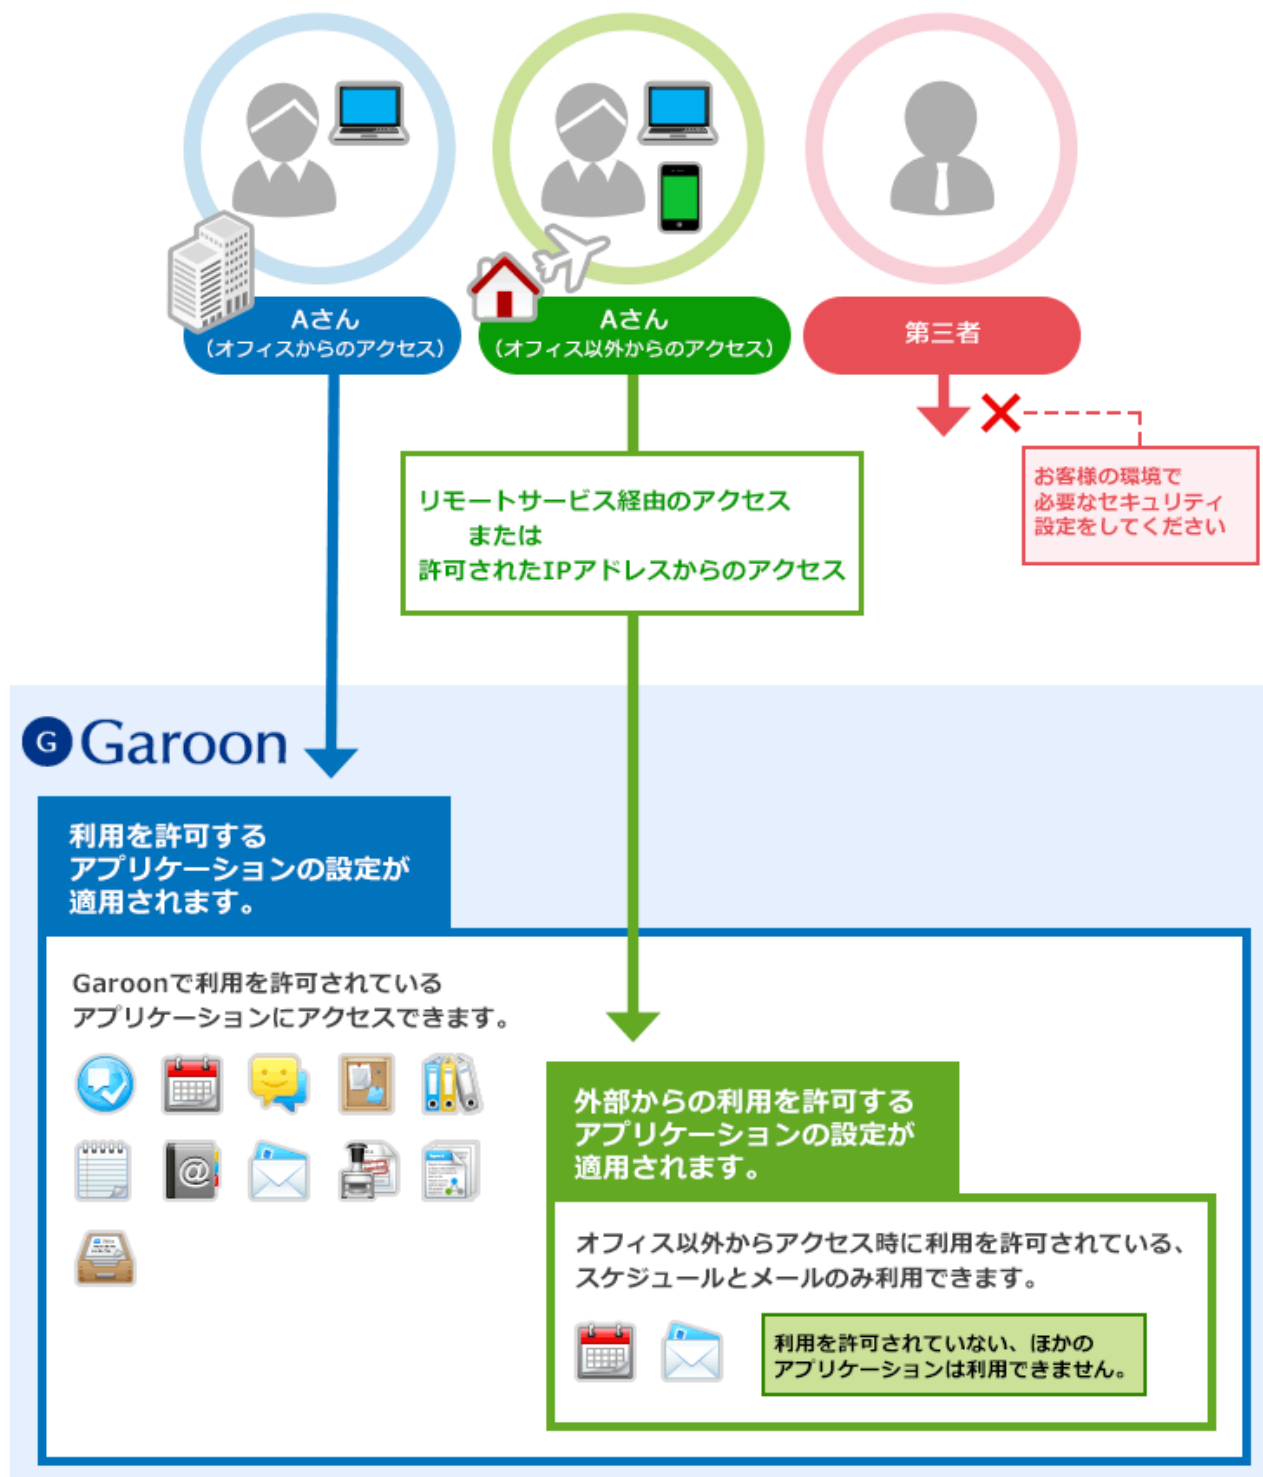 Aさん
(オフィスからのアクセス)
Aさん
(オフィス以外からのアクセス)
第三者
お客様の環境で
必要なセキュリティ
設定をしてください
リモートサービス経由のアクセス
または
許可されたIPアドレスからのアクセス
G Garoon
利用を許可する
アプリケーションの設定が
適用されます。
Garoonで利用を許可されている
アプリケーションにアクセスできます。
@
外部からの利用を許可する
アプリケーションの設定が
適用されます。
オフィス以外からアクセス時に利用を許可されている、
スケジュールとメールのみ利用できます。
利用を許可されていない、ほかの
アプリケーションは利用できません。